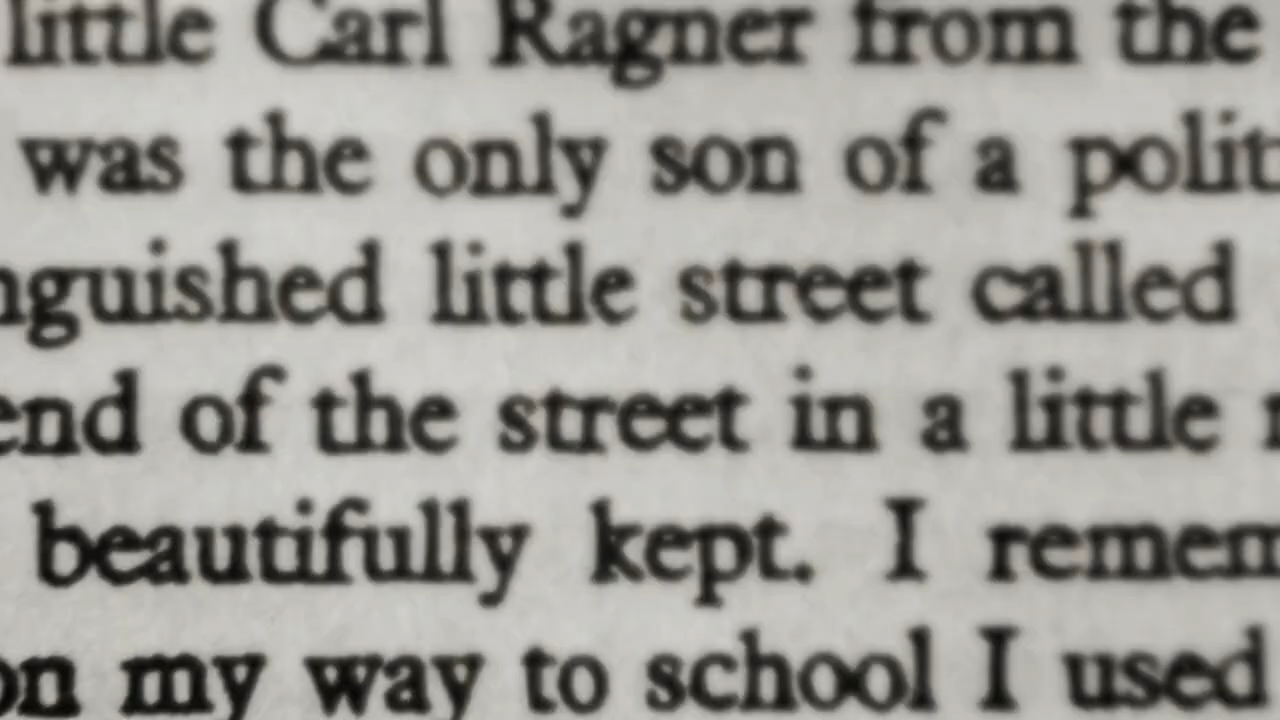 little Carl Ragner from the
was the only son of a polit
nguished little street called
end of the street in a little
beautifully kept. I remem
on my way to school I used